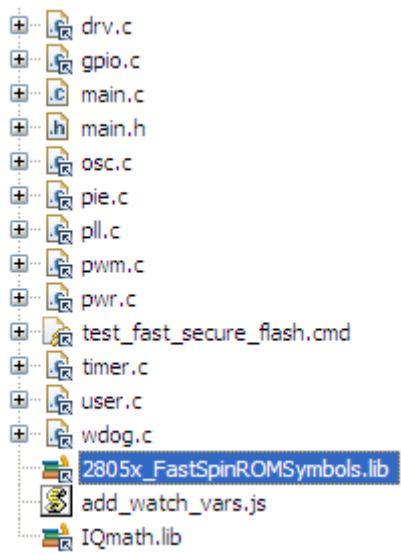 drv.c
gpio.c
main.c
main.h
osc.c
pie.c
pll.c
pwm.c
pwr.c
test_fast_secure_flash.cmd
timer.c
user.c
wdog.c
2805x_FastSpinROMSymbols.lib
add_watch_vars.js
IQmath.lib